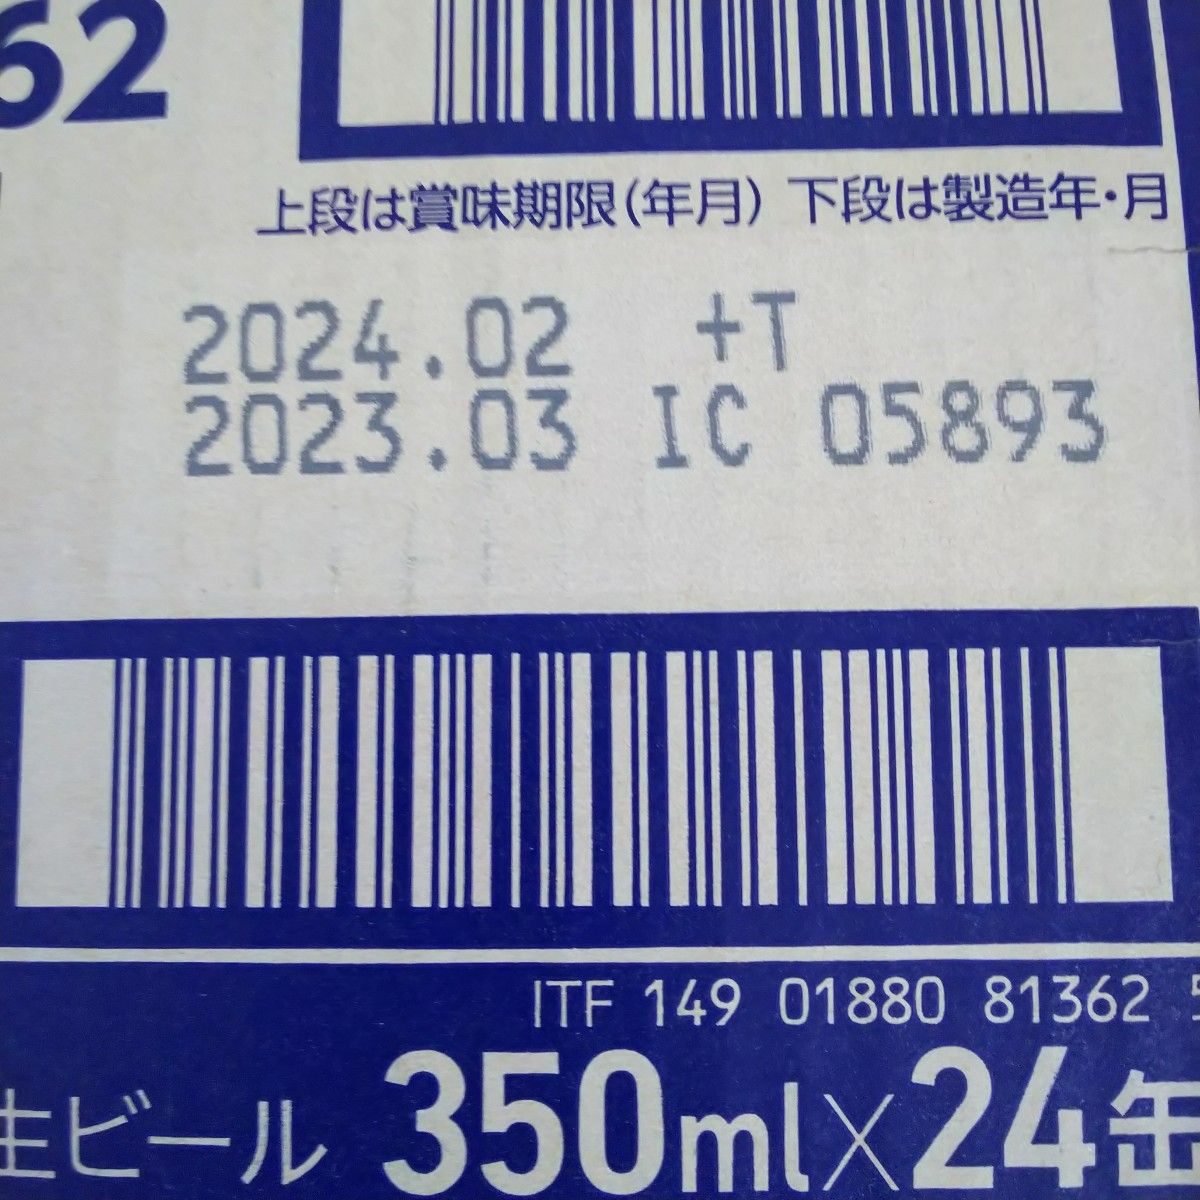 62
上段は賞味期限(年月) 下段は製造年・月
2024.02 +T
2023.03 IC 05893
ITF 149 01880 81362
生ビール 350ml×24缶